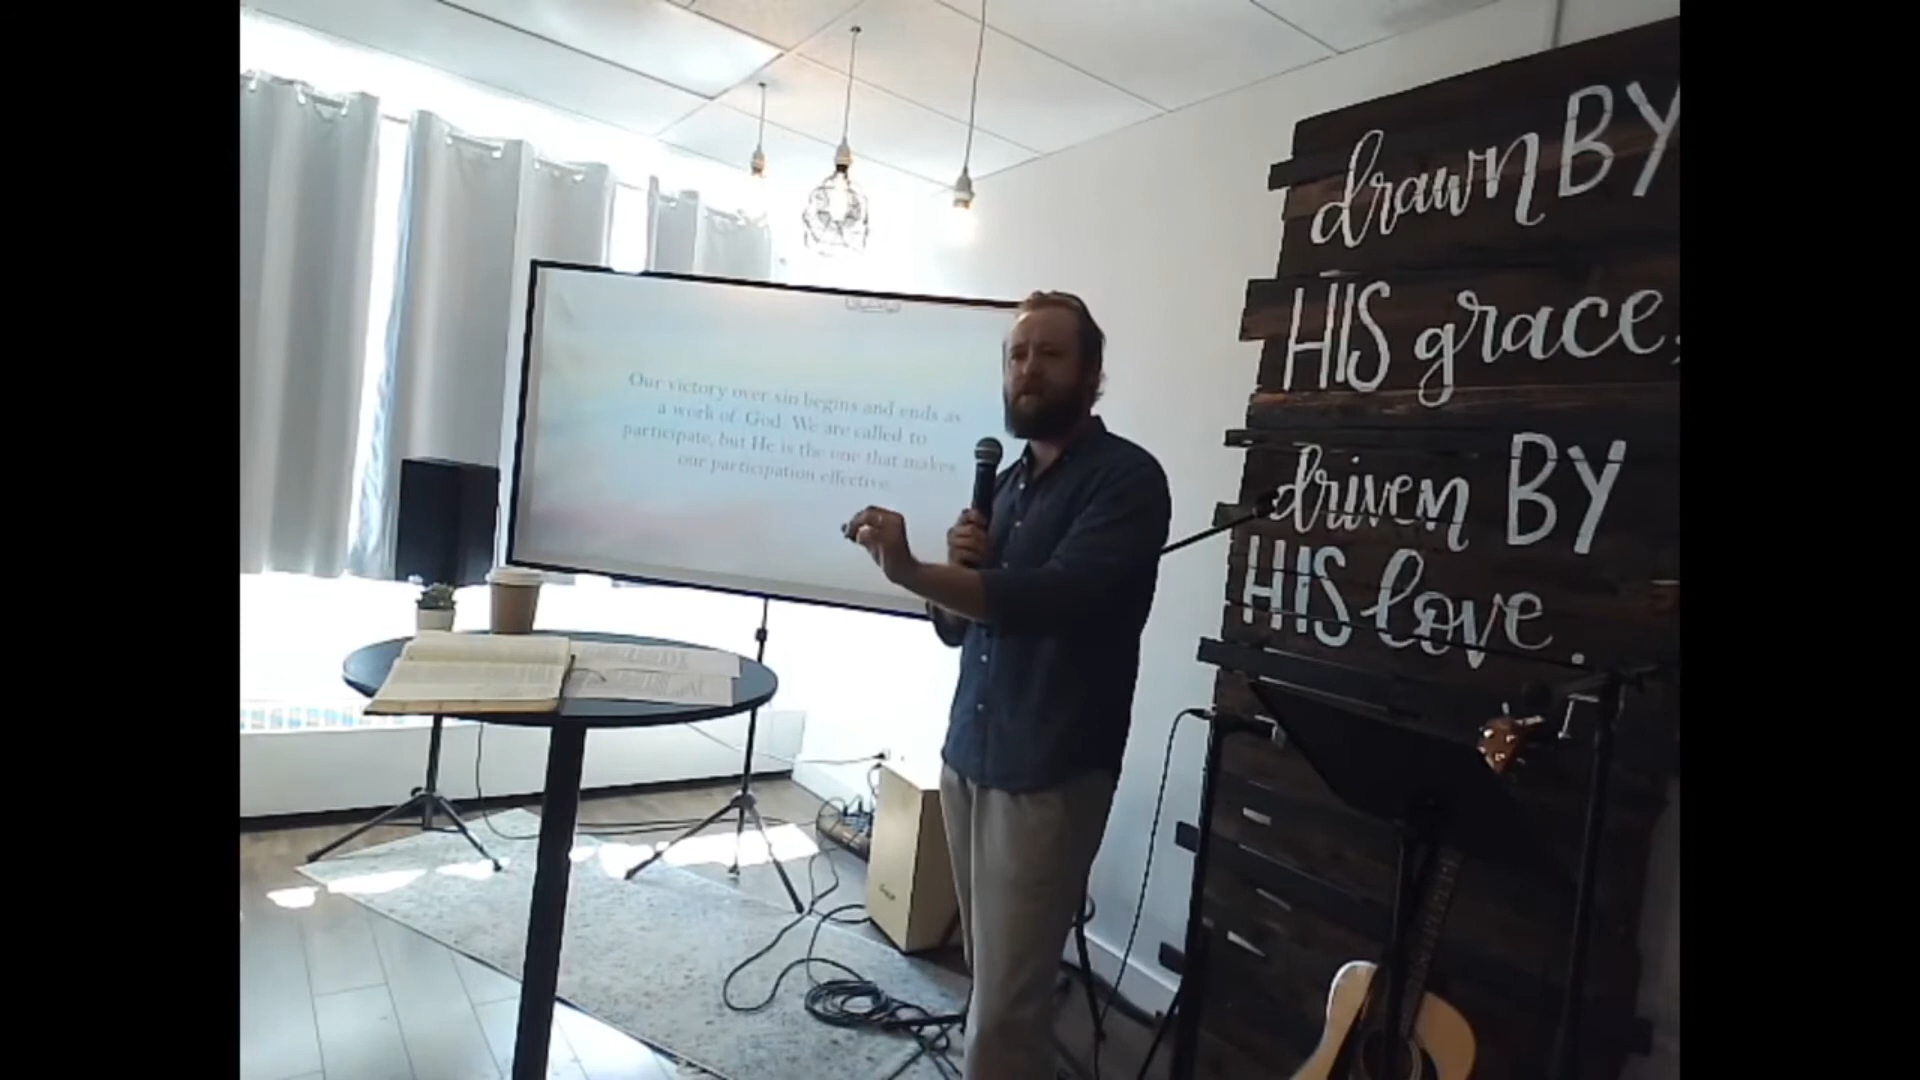 Our victory over sin begins and ends as
a work of God. We are called to
participate, but He is the one that makes
our participation effective.
drawn BY
HIS grace,
driven BY
HIS love.